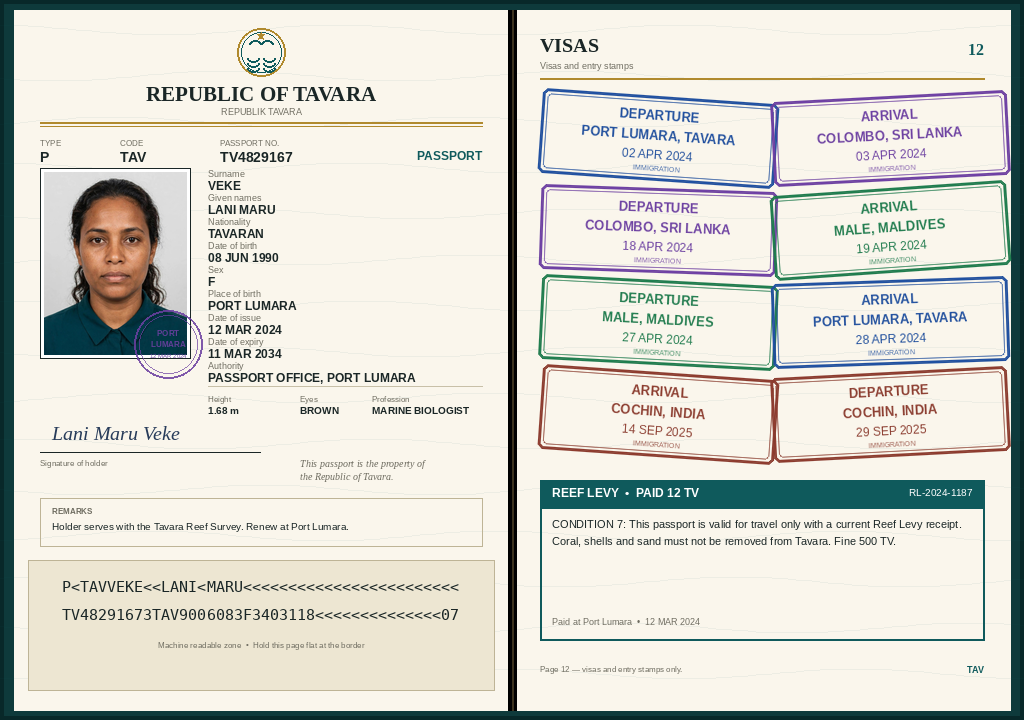 REPUBLIC OF TAVARA
REPUBLIK TAVARA
TYPE CODE PASSPORT NO.
P TAV TV4829167 PASSPORT
Surname
VEKE
Given names
LANI MARU
Nationality
TAVARAN
Date of birth
08 JUN 1990
Sex
F
Place of birth
PORT LUMARA
Date of issue
12 MAR 2024
Date of expiry
11 MAR 2034
Authority
PASSPORT OFFICE, PORT LUMARA
PORT
LUMARA
12 MAR 2024
Height Eyes Profession
1.68 m BROWN MARINE BIOLOGIST
Lani Maru Veke
Signature of holder
This passport is the property of
the Republic of Tavara.
REMARKS
Holder serves with the Tavara Reef Survey. Renew at Port Lumara.
P<TAVVEKE<<LANI<MARU<<<<<<<<<<<<<<<<<<<<<<<<
TV48291673TAV9006083F3403118<<<<<<<<<<<<<<07
Machine readable zone • Hold this page flat at the border
VISAS
12
Visas and entry stamps
DEPARTURE
PORT LUMARA, TAVARA
02 APR 2024
IMMIGRATION
ARRIVAL
COLOMBO, SRI LANKA
03 APR 2024
IMMIGRATION
DEPARTURE
COLOMBO, SRI LANKA
18 APR 2024
IMMIGRATION
ARRIVAL
MALE, MALDIVES
19 APR 2024
IMMIGRATION
DEPARTURE
MALE, MALDIVES
27 APR 2024
IMMIGRATION
ARRIVAL
PORT LUMARA, TAVARA
28 APR 2024
IMMIGRATION
ARRIVAL
COCHIN, INDIA
14 SEP 2025
IMMIGRATION
DEPARTURE
COCHIN, INDIA
29 SEP 2025
IMMIGRATION
REEF LEVY • PAID 12 TV RL-2024-1187
CONDITION 7: This passport is valid for travel only with a current Reef Levy receipt.
Coral, shells and sand must not be removed from Tavara. Fine 500 TV.
Paid at Port Lumara • 12 MAR 2024
Page 12 — visas and entry stamps only. TAV